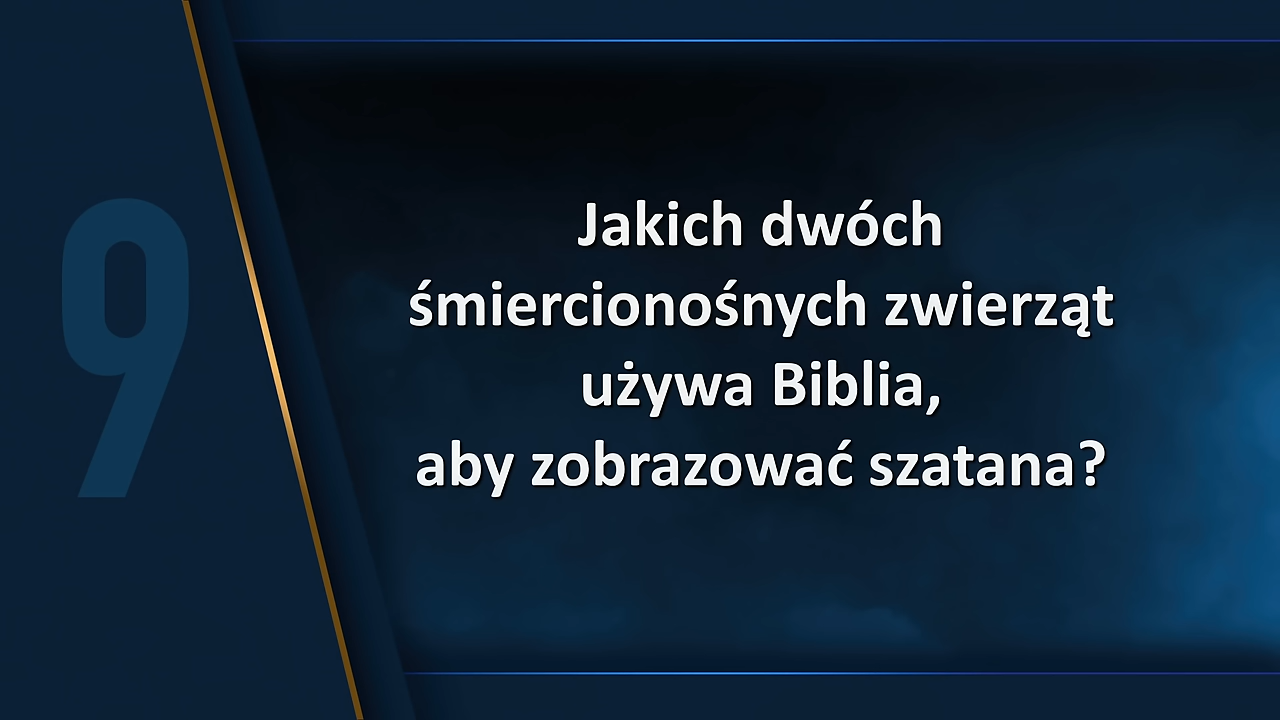 9
Jakich dwóch
śmiercionośnych zwierząt
używa Biblia,
aby zobrazować szatana?